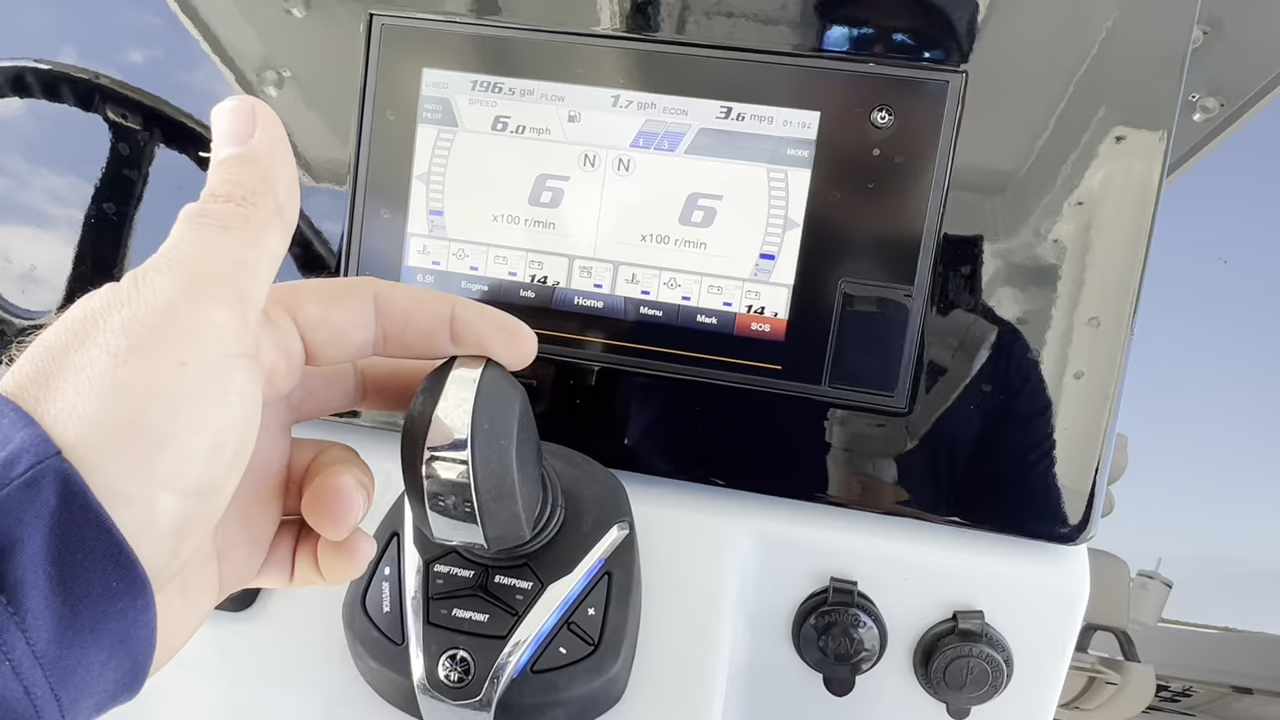 USED 196.5 gal FLOW 1.7 gph ECON 3.6 mpg
AUTO PILOT SPEED 6.0 mph MODE
N N
6 6
x100 r/min x100 r/min
14.2 14.3
Engine Info Home Menu Mark SOS
JOYSTICK
DRIFTPOINT STAYPOINT
FISHPOINT
+
-
MARINCO
12V